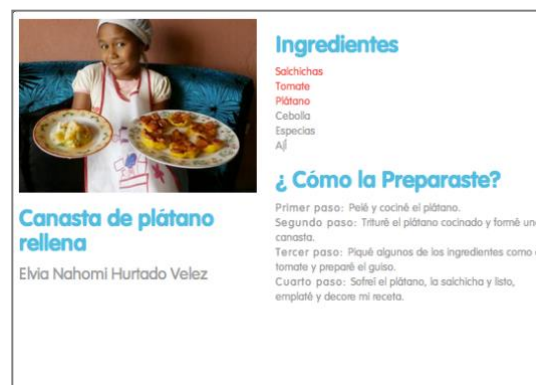 Canasta de plátano
rellena
Elvia Nahomi Hurtado Velez
Ingredientes
Salchichas
Tomate
Plátano
Cebolla
Especias
Ají
¿ Cómo la Preparaste?
Primer paso: Pelé y cociné el plátano.
Segundo paso: Trituré el plátano cocinado y formé una
canasta.
Tercer paso: Piqué algunos de los ingredientes como
tomate y preparé el guiso.
Cuarto paso: Sofreí el plátano, la salchicha y listo,
emplaté y decore mi receta.